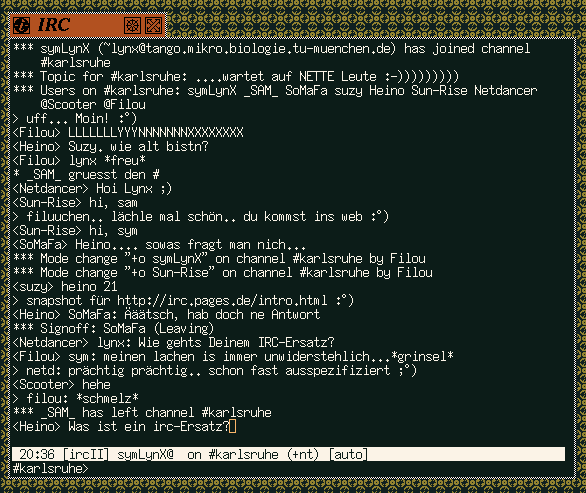 IRC
*** symLynX (~lynx@tango.mikro.biologie.tu-muenchen.de) has joined channel
#karlsruhe
*** Topic for #karlsruhe: ....wartet auf NETTE Leute :-)))))))))
*** Users on #karlsruhe: symLynX _SAM_ SoMaFa suzy Heino Sun-Rise Netdancer
@Scooter @Filou
> uff... Moin! :°)
<Filou> LLLLLLLYYYNNNNNNNXXXXXXXX
<Heino> Suzy. wie alt bistn?
<Filou> lynx *freu*
* _SAM_ gruesst den #
<Netdancer> Hoi Lynx ;)
<Sun-Rise> hi, sam
> filuuchen.. lächle mal schön.. du kommst ins web :°)
<Sun-Rise> hi, sym
<SoMaFa> Heino.... sowas fragt man nich...
*** Mode change "+o symLynX" on channel #karlsruhe by Filou
*** Mode change "+o Sun-Rise" on channel #karlsruhe by Filou
<suzy> heino 21
> snapshot für http://irc.pages.de/intro.html :°)
<Heino> SoMaFa: Ääätsch, hab doch ne Antwort
*** Signoff: SoMaFa (Leaving)
<Netdancer> lynx: Wie gehts Deinem IRC-Ersatz?
<Filou> sym: meinen lachen is immer unwiderstehlich...*grinsel*
> netd: prächtig prächtig.. schon fast ausspezifiziert ;°)
<Scooter> hehe
> filou: *schmelz*
*** _SAM_ has left channel #karlsruhe
<Heino> Was ist ein irc-Ersatz?
20:36 [ircII] symLynX@ on #karlsruhe (+nt) [auto]
#karlsruhe>